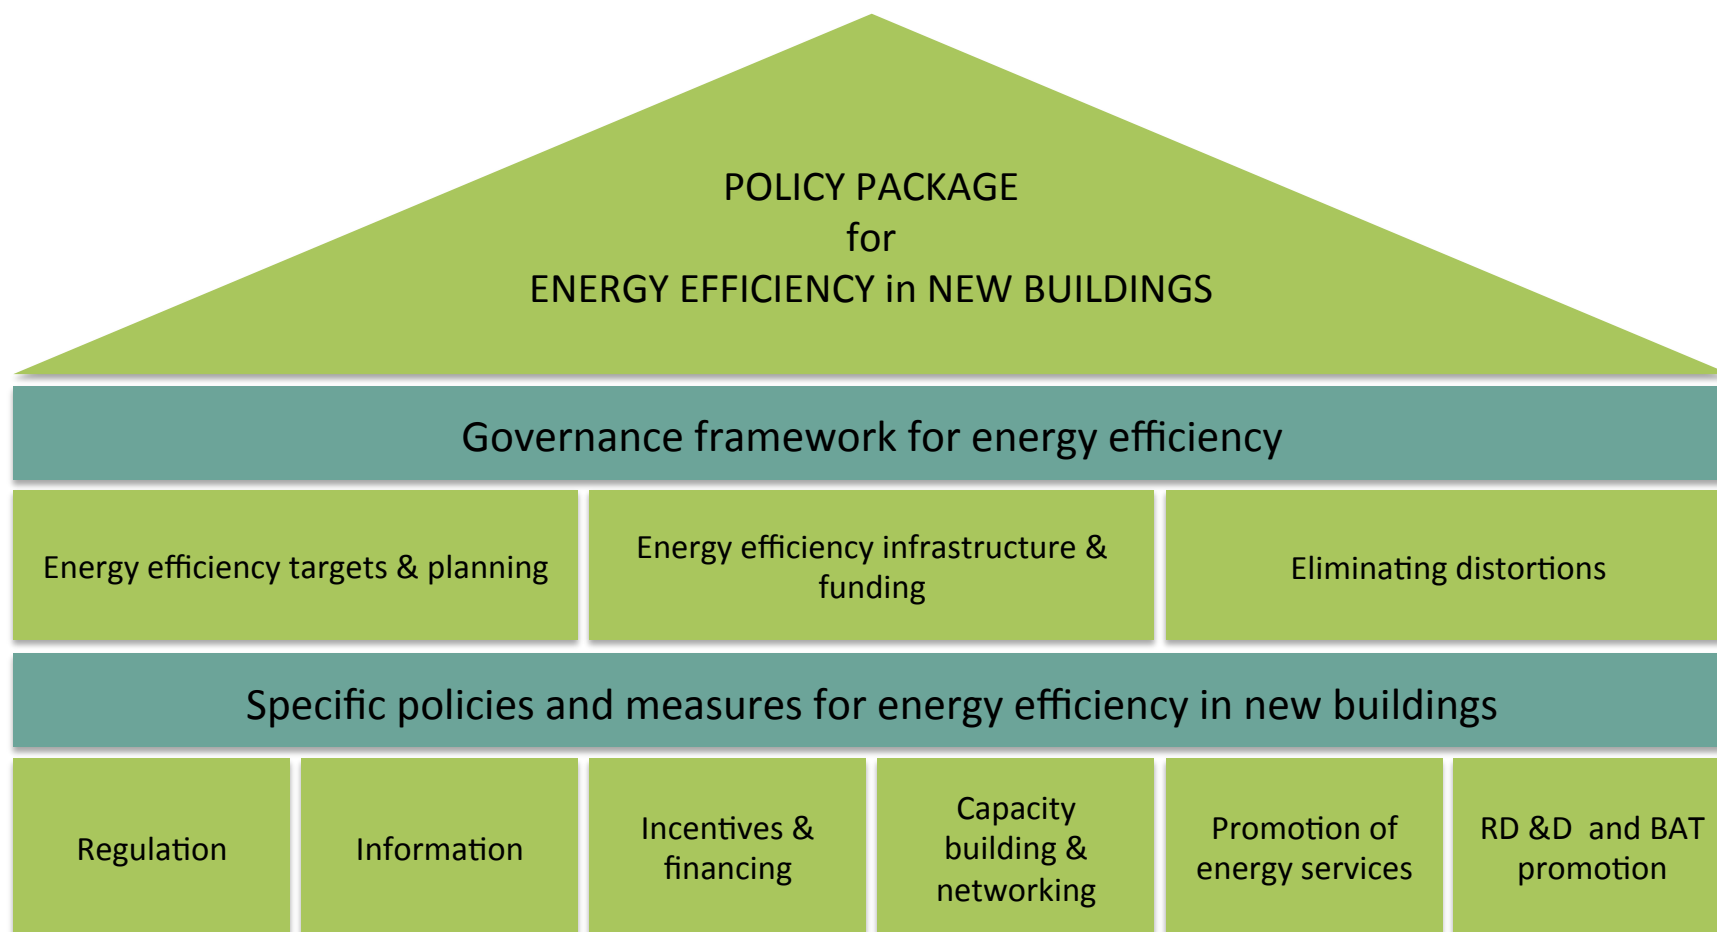 POLICY PACKAGE
for
ENERGY EFFICIENCY in NEW BUILDINGS
Governance framework for energy efficiency
Energy efficiency targets & planning
Energy efficiency infrastructure &
funding
Eliminating distortions
Specific policies and measures for energy efficiency in new buildings
Regulation
Information
Incentives &
financing
Capacity
building &
networking
Promotion of
energy services
RD &D  and BAT
promotion